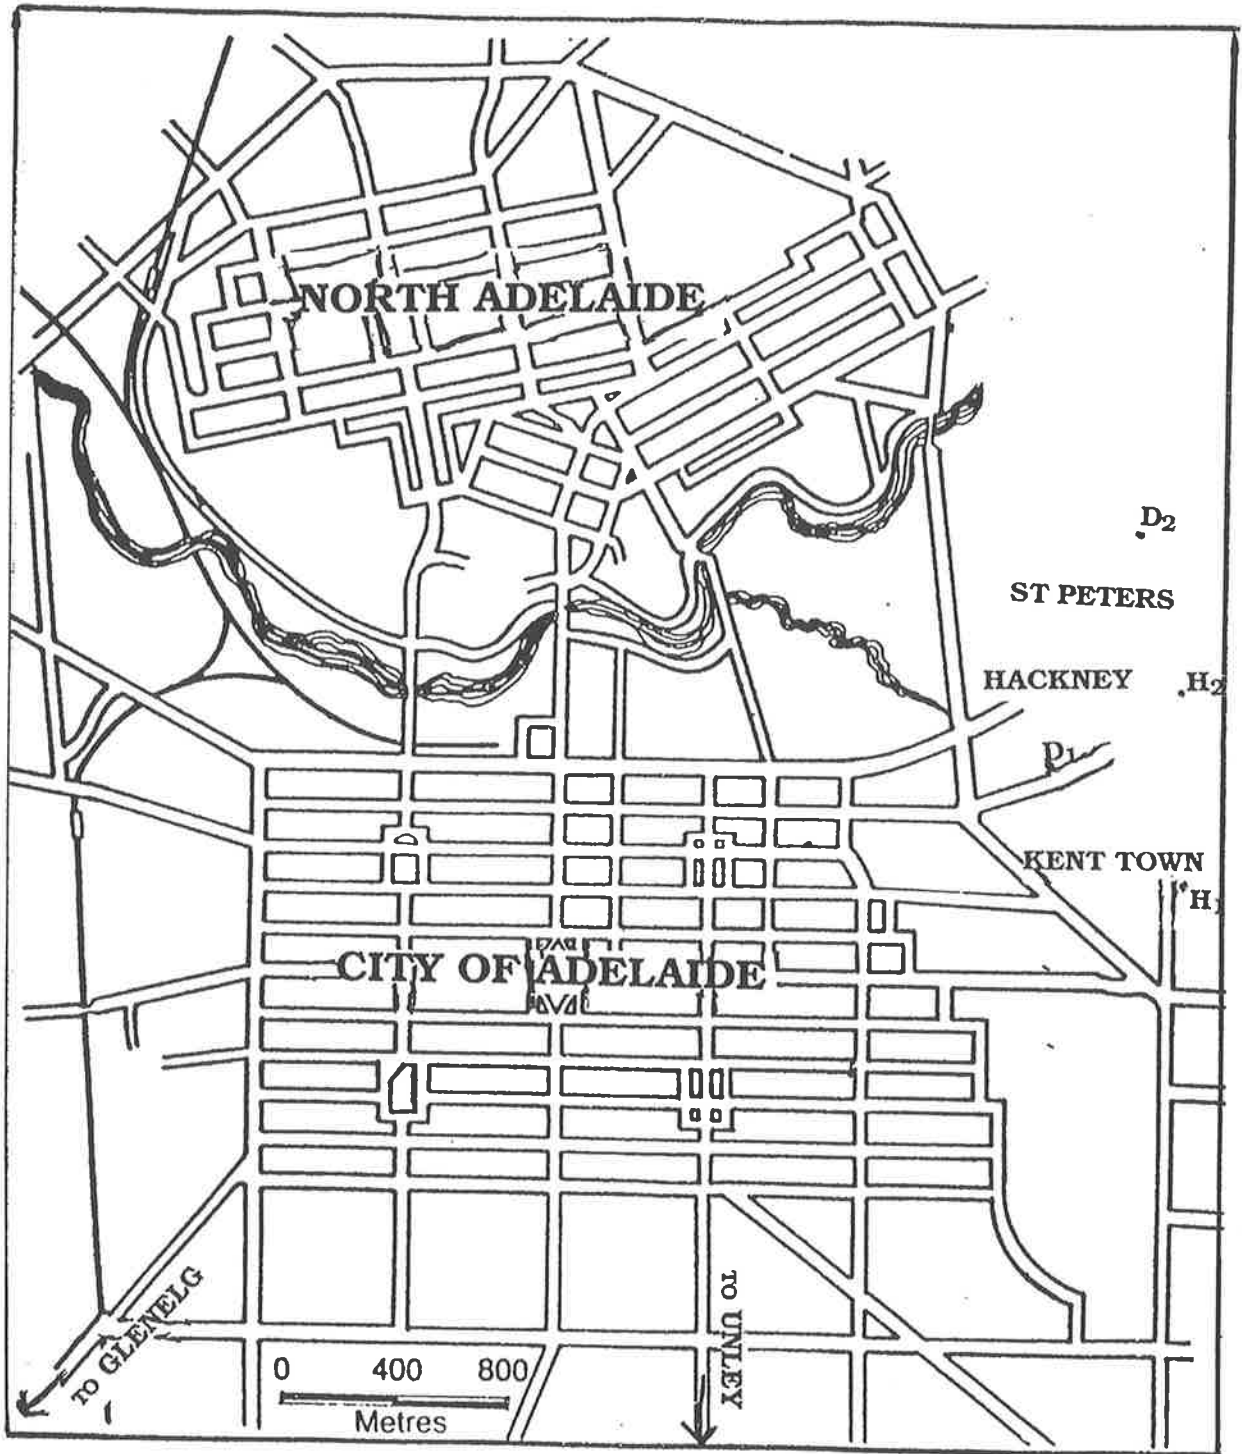 NORTH ADELAIDE
D2
ST PETERS
HACKNEY
H2
D1
KENT TOWN
H1
CITY OF ADELAIDE
TO GLENELG
TO UNLEY
0 400 800
Metres